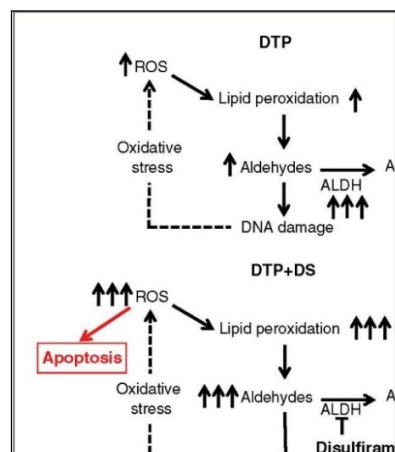 DTP
ROS
Lipid peroxidation
Oxidative
stress
Aldehydes
A
ALDH
DNA damage
DTP+DS
ROS
Lipid peroxidation
Apoptosis
Oxidative
stress
Aldehydes
A
ALDH
Disulfiram